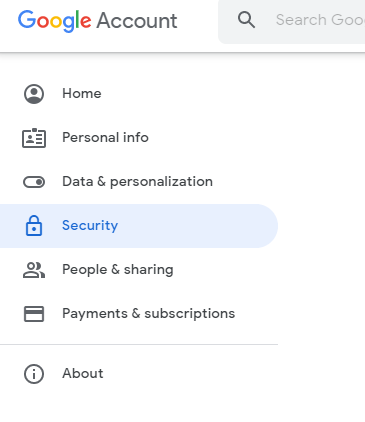 Google Account
Search Goo
Home
Personal info
Data & personalization
Security
People & sharing
Payments & subscriptions
About